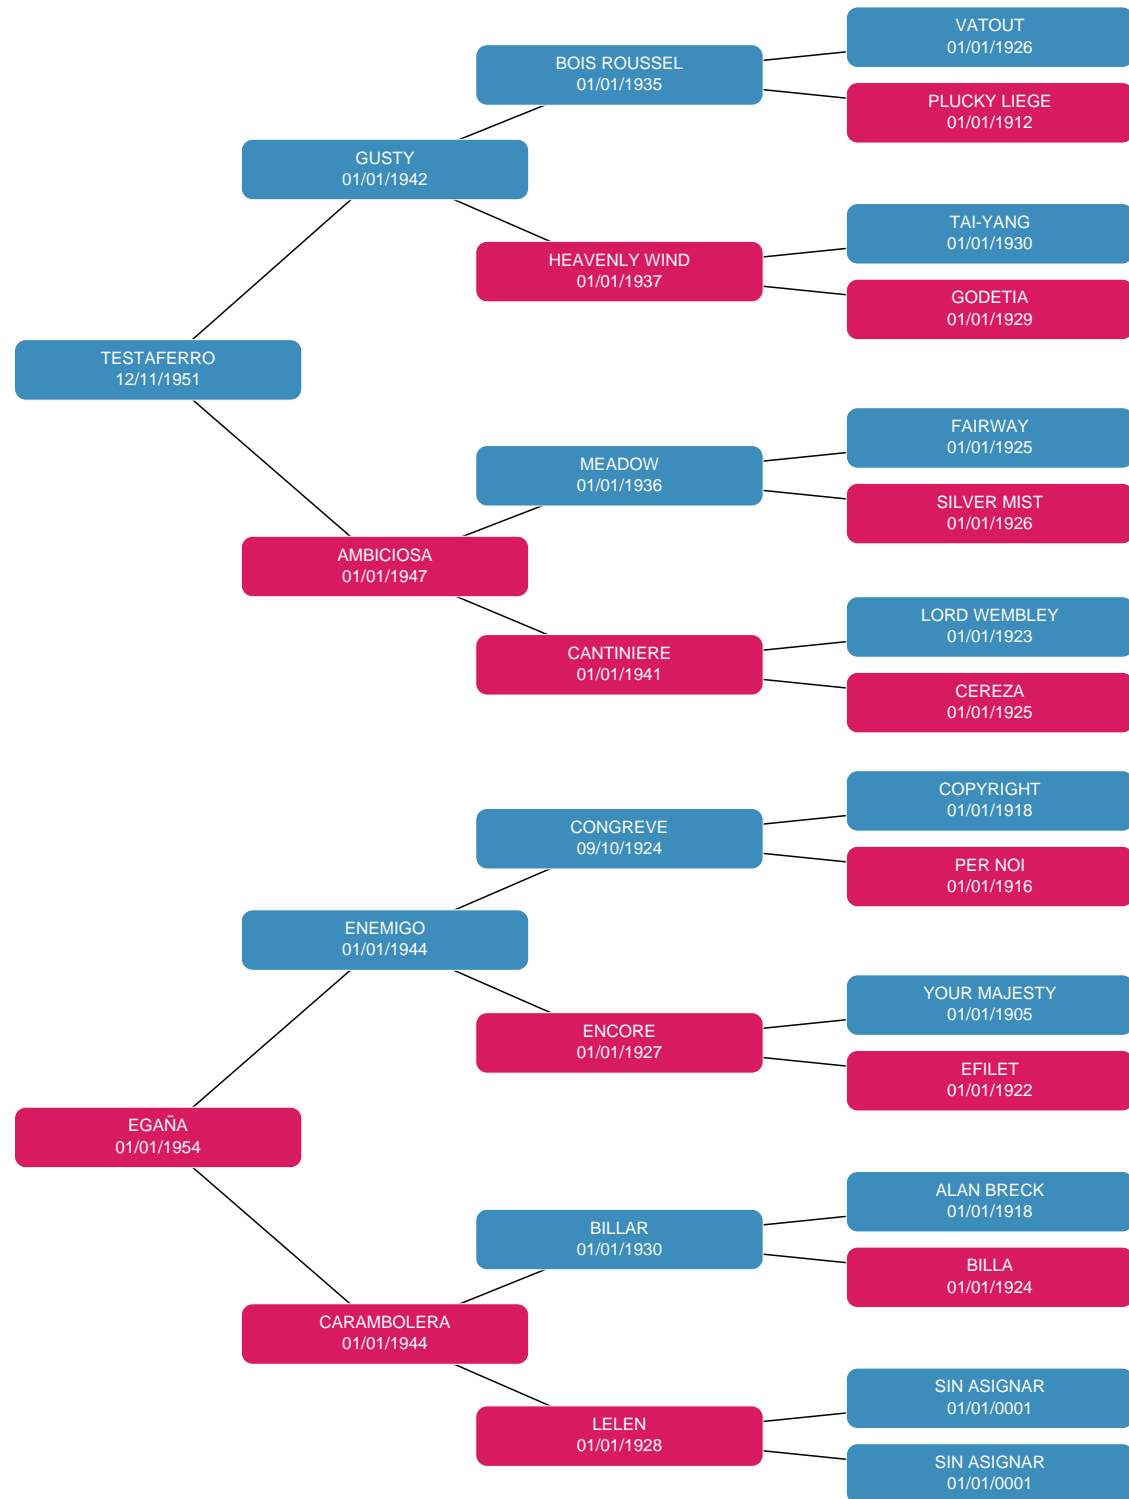 VATOUT
01/01/1926
BOIS ROUSSEL
01/01/1935
PLUCKY LIEGE
01/01/1912
GUSTY
01/01/1942
TAI-YANG
01/01/1930
HEAVENLY WIND
01/01/1937
GODETIA
01/01/1929
TESTAFERRO
12/11/1951
FAIRWAY
01/01/1925
MEADOW
01/01/1936
SILVER MIST
01/01/1926
AMBICIOSA
01/01/1947
LORD WEMBLEY
01/01/1923
CANTINIERE
01/01/1941
CEREZA
01/01/1925
COPYRIGHT
01/01/1918
CONGREVE
09/10/1924
PER NOI
01/01/1916
ENEMIGO
01/01/1944
YOUR MAJESTY
01/01/1905
ENCORE
01/01/1927
EFILET
01/01/1922
EGAÑA
01/01/1954
ALAN BRECK
01/01/1918
BILLAR
01/01/1930
BILLA
01/01/1924
CARAMBOLERA
01/01/1944
SIN ASIGNAR
01/01/0001
LELEN
01/01/1928
SIN ASIGNAR
01/01/0001